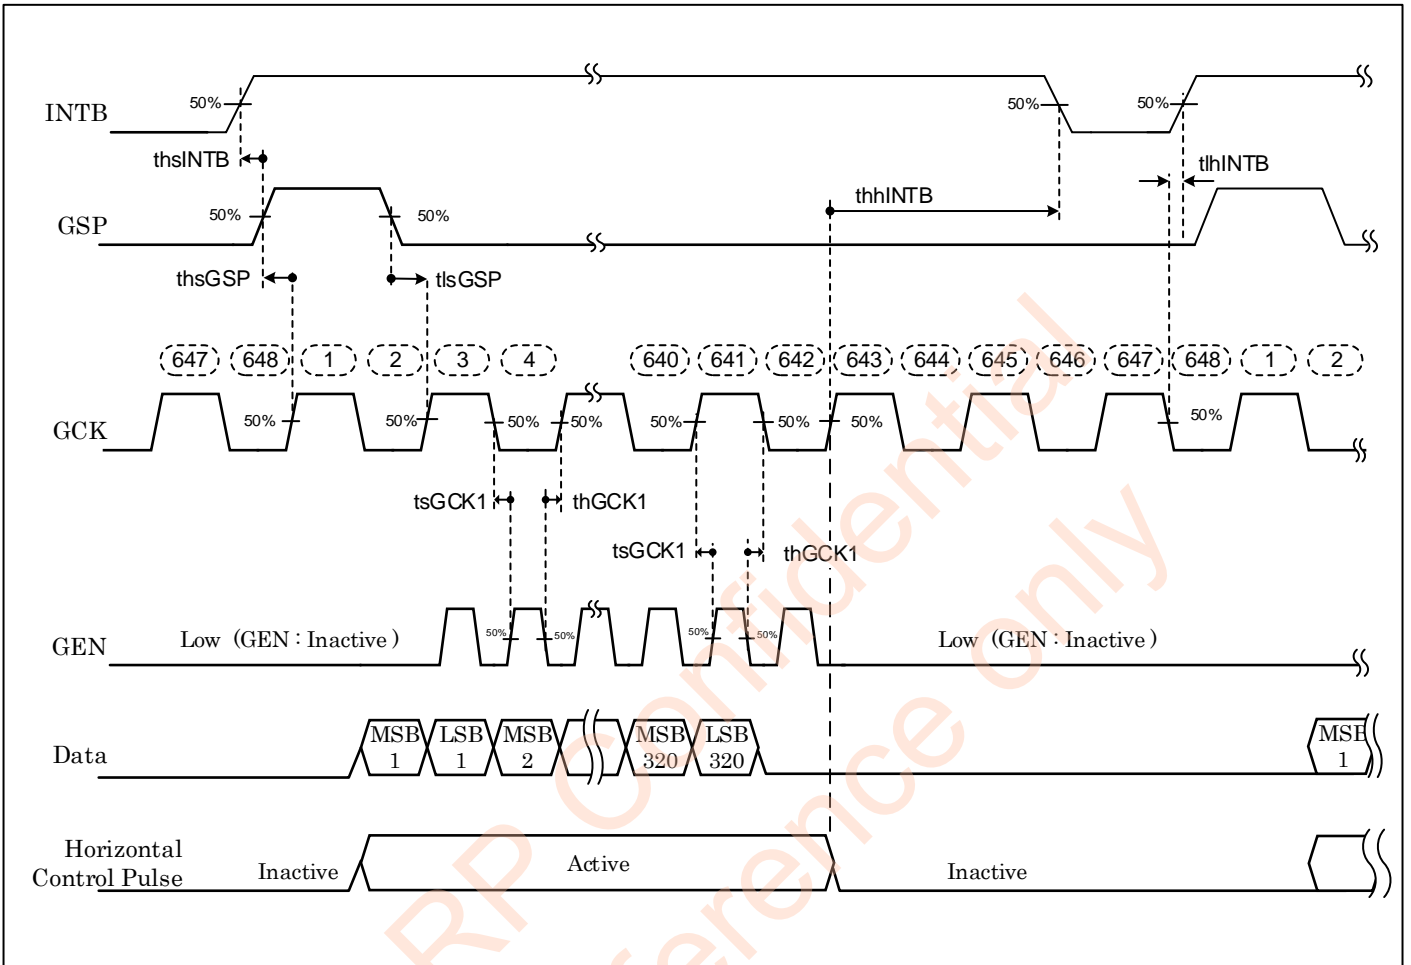 INTB
50%
50%
50%
thsINTB
thhINTB
tlhINTB
GSP
50%
50%
thsGSP
tlsGSP
647 648 1 2 3 4 640 641 642 643 644 645 646 647 648 1 2
GCK
50%
50%
50%
50%
50%
50%
50%
50%
tsGCK1
thGCK1
tsGCK1
thGCK1
GEN
Low (GEN : Inactive )
50%
50%
50%
50%
Low (GEN : Inactive )
Data
MSB 1
LSB 1
MSB 2
MSB 320
LSB 320
MSB 1
Horizontal
Control Pulse
Inactive
Active
Inactive
RP Confidential
ference only